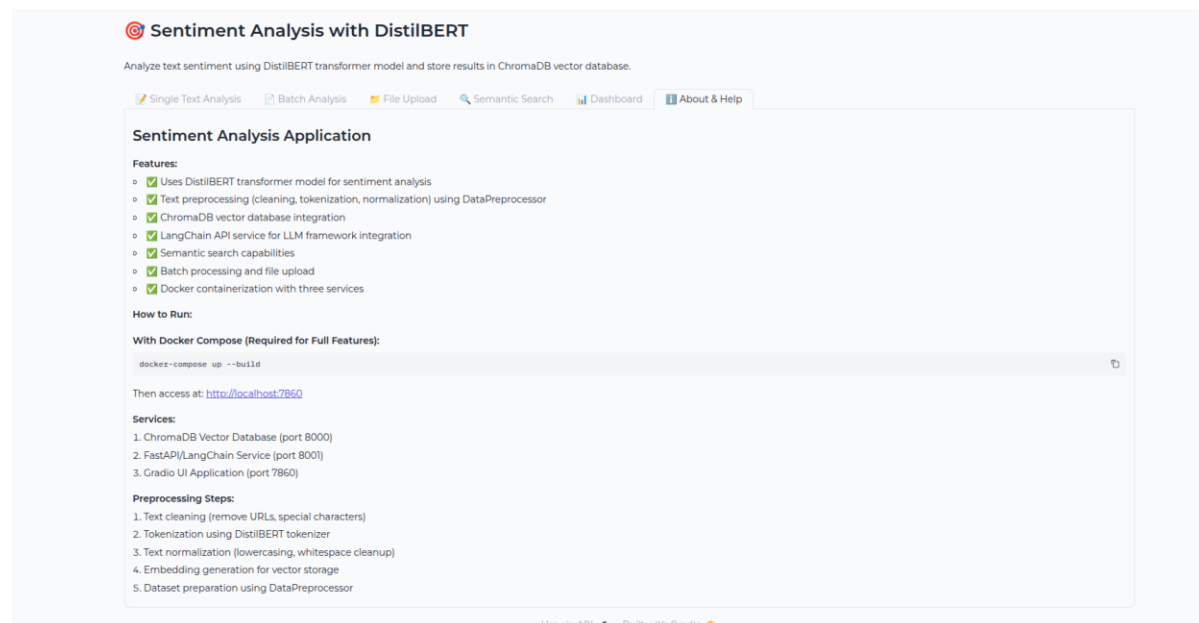 🎯 Sentiment Analysis with DistilBERT
Analyze text sentiment using DistilBERT transformer model and store results in ChromaDB vector database.
📝 Single Text Analysis 📄 Batch Analysis 📁 File Upload 🔍 Semantic Search 📊 Dashboard ℹ️ About & Help
Sentiment Analysis Application
Features:
✅ Uses DistilBERT transformer model for sentiment analysis
✅ Text preprocessing (cleaning, tokenization, normalization) using DataPreprocessor
✅ ChromaDB vector database integration
✅ LangChain API service for LLM framework integration
✅ Semantic search capabilities
✅ Batch processing and file upload
✅ Docker containerization with three services
How to Run:
With Docker Compose (Required for Full Features):
docker-compose up --build
Then access at: http://localhost:7860
Services:
1. ChromaDB Vector Database (port 8000)
2. FastAPI/LangChain Service (port 8001)
3. Gradio UI Application (port 7860)
Preprocessing Steps:
1. Text cleaning (remove URLs, special characters)
2. Tokenization using DistilBERT tokenizer
3. Text normalization (lowercasing, whitespace cleanup)
4. Embedding generation for vector storage
5. Dataset preparation using DataPreprocessor